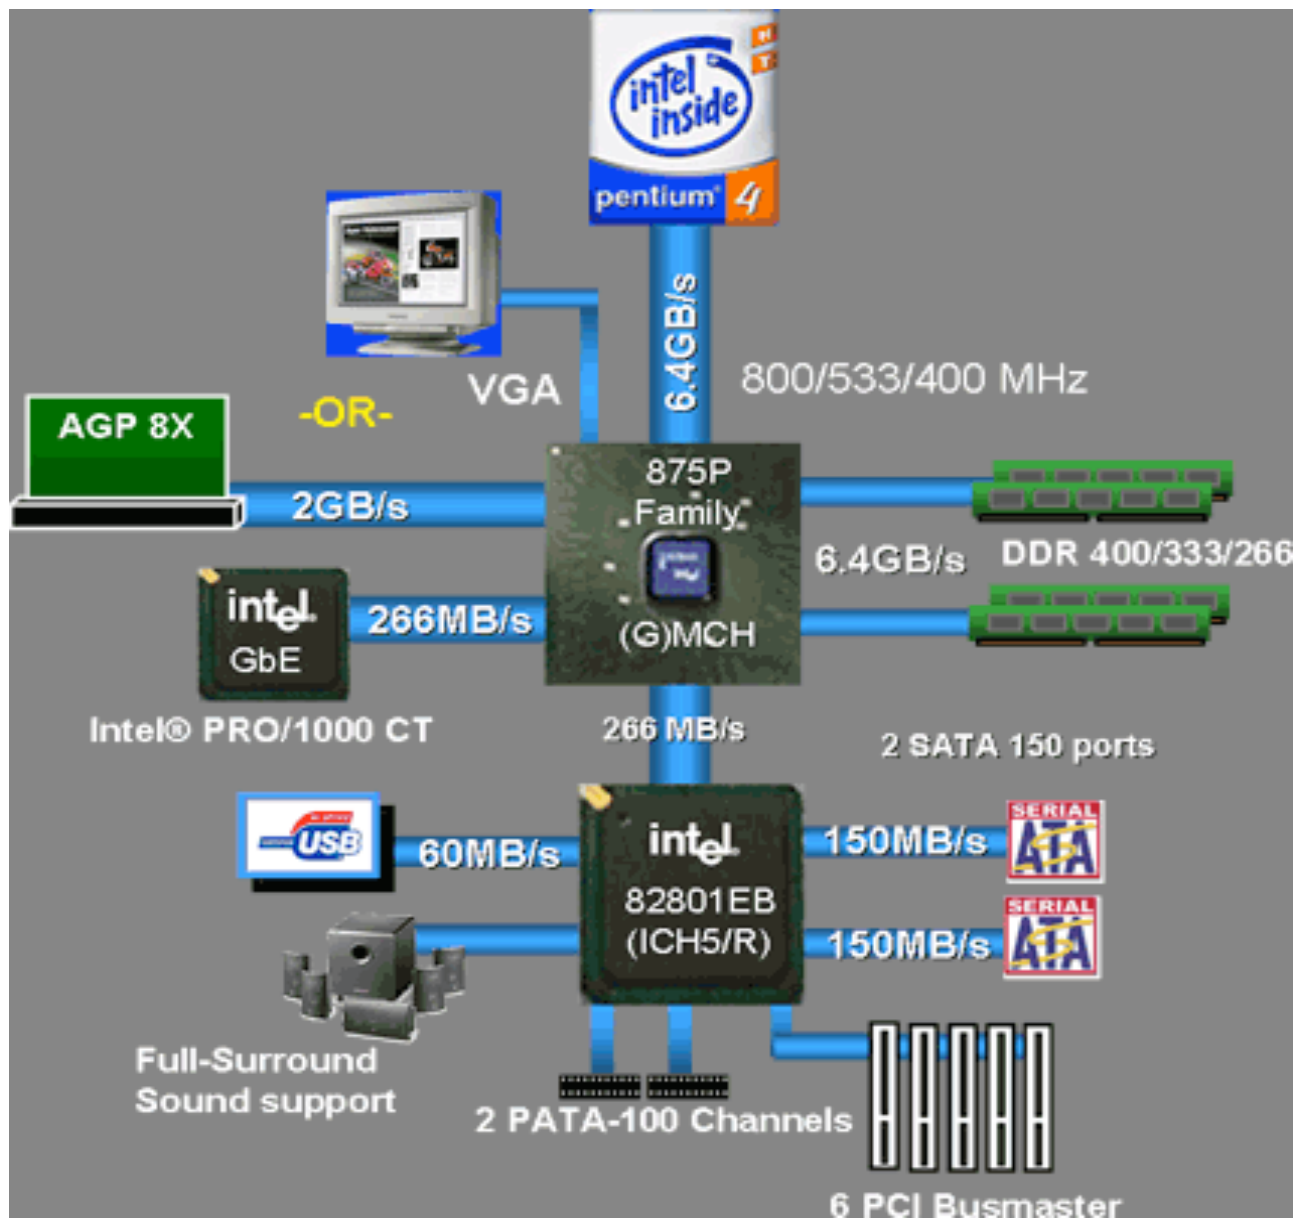 intel
inside
pentium® 4
6.4GB/s
800/533/400 MHz
VGA
-OR-
AGP 8X
2GB/s
875P
Family
(G)MCH
6.4GB/s
DDR 400/333/266
intel.
GbE
266MB/s
Intel® PRO/1000 CT
266 MB/s
2 SATA 150 ports
USB
60MB/s
intel.
82801EB
(ICH5/R)
150MB/s
SERIAL
ATA
150MB/s
SERIAL
ATA
Full-Surround
Sound support
2 PATA-100 Channels
6 PCI Busmaster